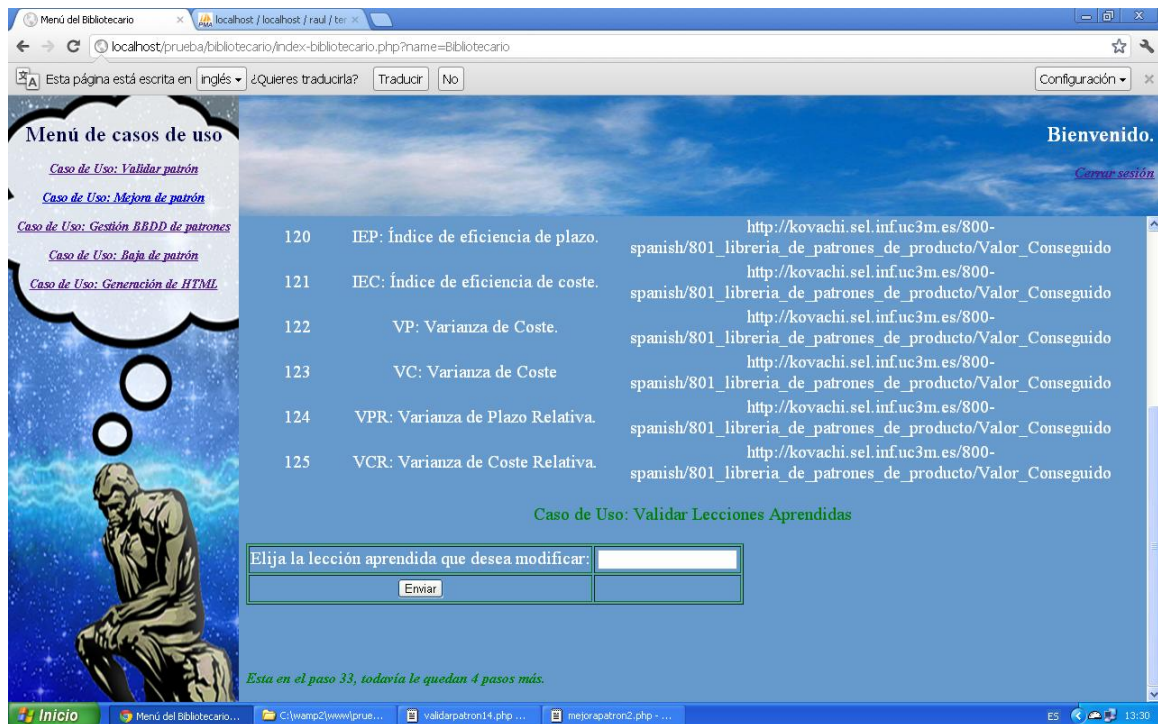 Menú del Bibliotecario
localhost / localhost / raul / ter
localhost/prueba/bibliotecario/index-bibliotecario.php?name=Bibliotecario
Esta página está escrita en inglés ¿Quieres traducirla? Traducir No Configuración
Menú de casos de uso
Caso de Uso: Validar patrón
Caso de Uso: Mejora de patrón
Caso de Uso: Gestión BBDD de patrones
Caso de Uso: Baja de patrón
Caso de Uso: Generación de HTML
Bienvenido.
Cerrar sesión
120 IEP: Índice de eficiencia de plazo. http://kovachi.sel.inf.uc3m.es/800-
spanish/801_libreria_de_patrones_de_producto/Valor_Conseguido
121 IEC: Índice de eficiencia de coste. http://kovachi.sel.inf.uc3m.es/800-
spanish/801_libreria_de_patrones_de_producto/Valor_Conseguido
122 VP: Varianza de Coste. http://kovachi.sel.inf.uc3m.es/800-
spanish/801_libreria_de_patrones_de_producto/Valor_Conseguido
123 VC: Varianza de Coste http://kovachi.sel.inf.uc3m.es/800-
spanish/801_libreria_de_patrones_de_producto/Valor_Conseguido
124 VPR: Varianza de Plazo Relativa. http://kovachi.sel.inf.uc3m.es/800-
spanish/801_libreria_de_patrones_de_producto/Valor_Conseguido
125 VCR: Varianza de Coste Relativa. http://kovachi.sel.inf.uc3m.es/800-
spanish/801_libreria_de_patrones_de_producto/Valor_Conseguido
Caso de Uso: Validar Lecciones Aprendidas
Elija la lección aprendida que desea modificar:
Enviar
Esta en el paso 33, todavía le quedan 4 pasos más.
Inicio Menú del Bibliotecario... C:\wamp2\www\prue... validarpatron14.php ... mejorapatron2.php - ... ES 13:30